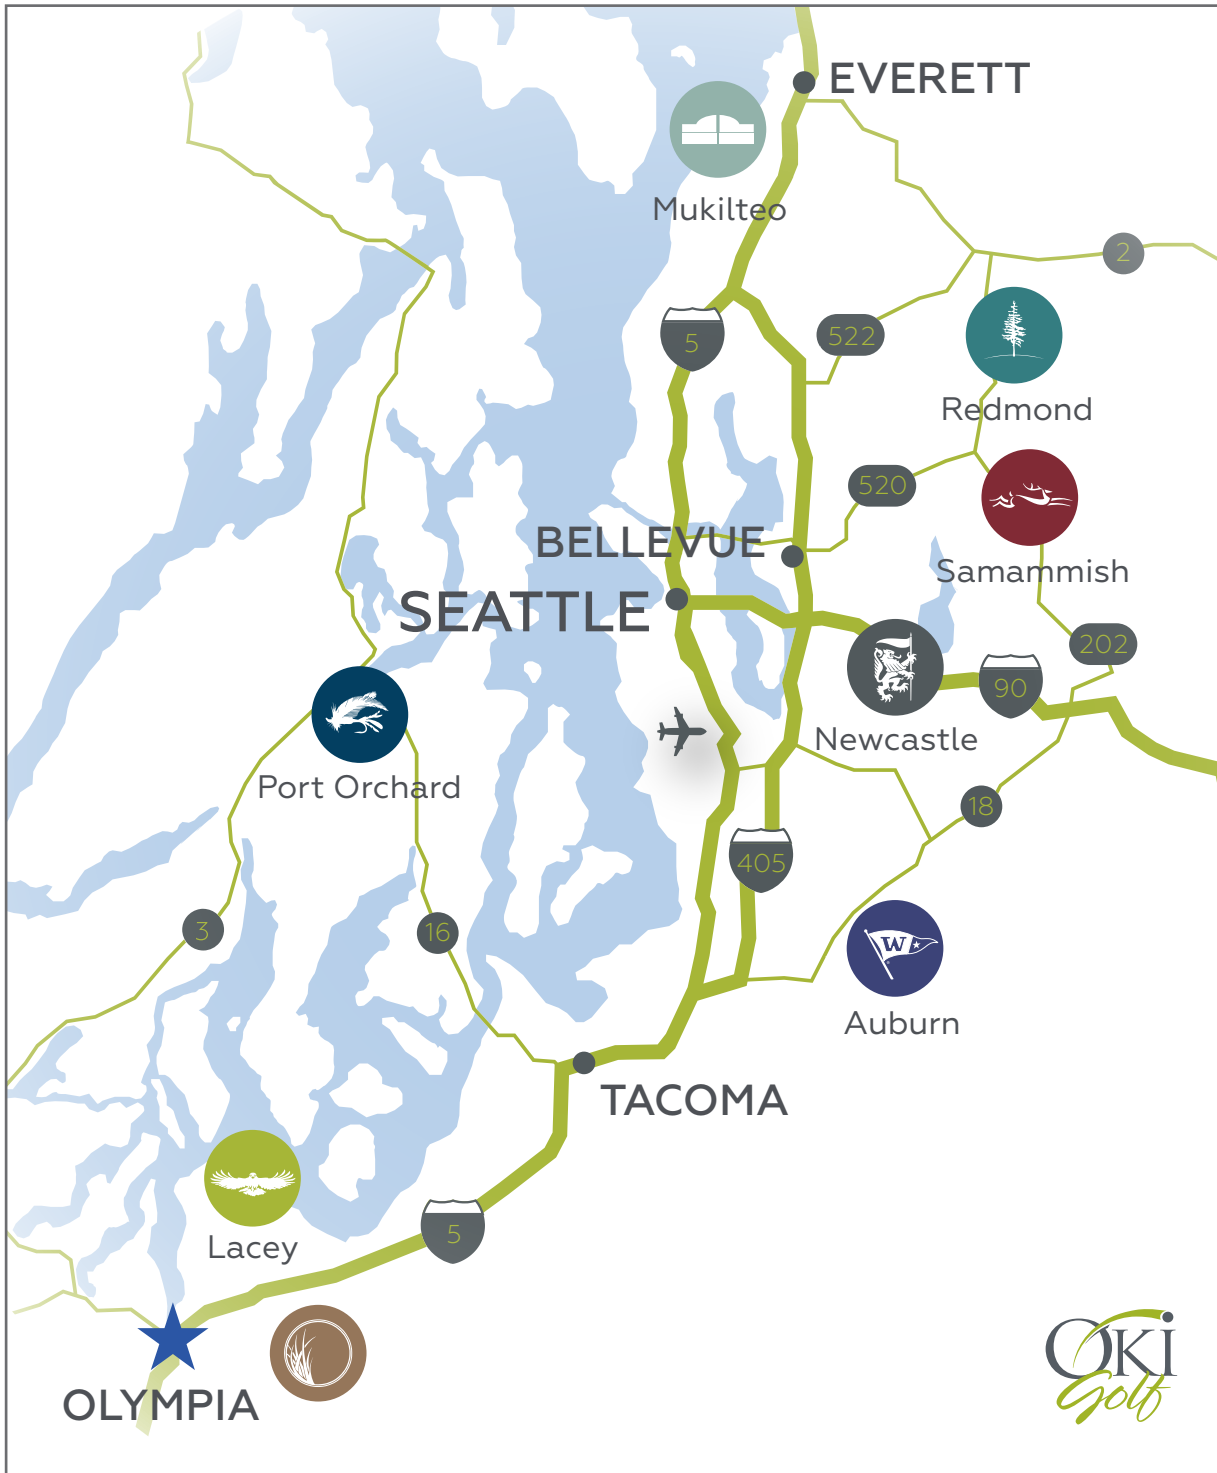 EVERETT
Mukilteo
2
5
522
Redmond
520
BELLEVUE
Samammish
SEATTLE
202
90
Newcastle
Port Orchard
18
405
3
16
W
Auburn
TACOMA
5
Lacey
OLYMPIA
OKI
Golf